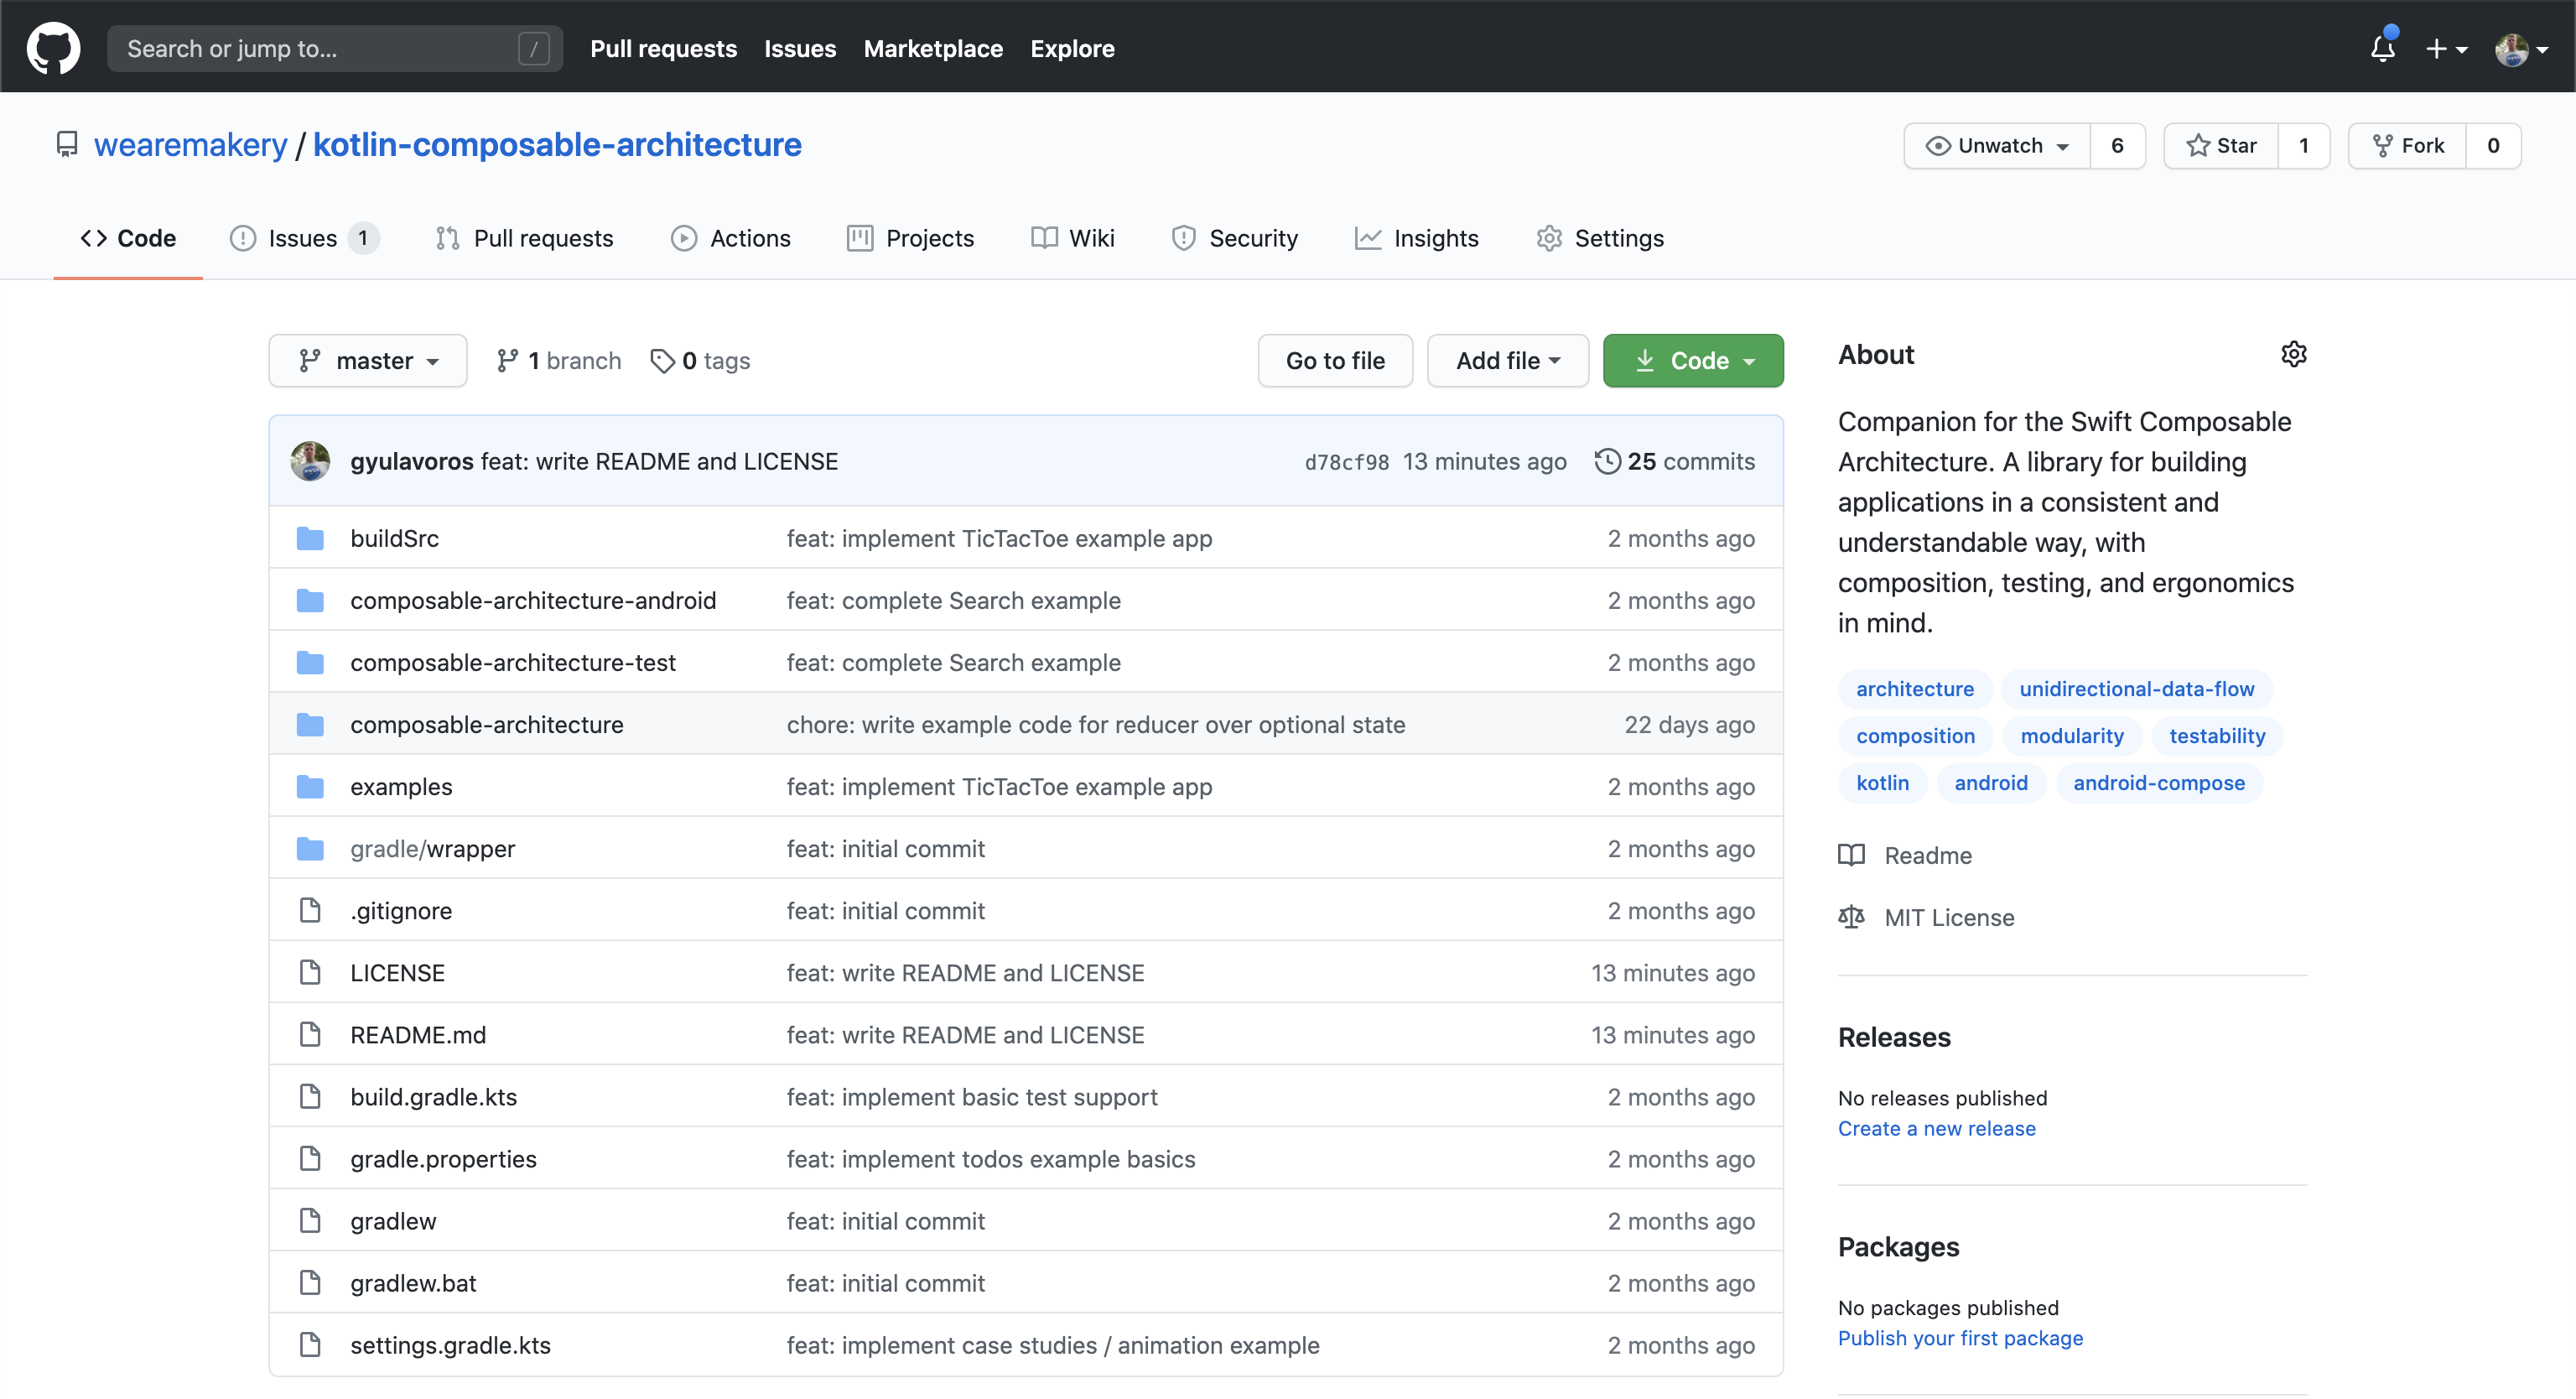 Search or jump to... /
Pull requests Issues Marketplace Explore
wearemakery / kotlin-composable-architecture
Unwatch 6 Star 1 Fork 0
Code Issues 1 Pull requests Actions Projects Wiki Security Insights Settings
master 1 branch 0 tags Go to file Add file Code
gyulavoros feat: write README and LICENSE d78cf98 13 minutes ago 25 commits
buildSrc feat: implement TicTacToe example app 2 months ago
composable-architecture-android feat: complete Search example 2 months ago
composable-architecture-test feat: complete Search example 2 months ago
composable-architecture chore: write example code for reducer over optional state 22 days ago
examples feat: implement TicTacToe example app 2 months ago
gradle/wrapper feat: initial commit 2 months ago
.gitignore feat: initial commit 2 months ago
LICENSE feat: write README and LICENSE 13 minutes ago
README.md feat: write README and LICENSE 13 minutes ago
build.gradle.kts feat: implement basic test support 2 months ago
gradle.properties feat: implement todos example basics 2 months ago
gradlew feat: initial commit 2 months ago
gradlew.bat feat: initial commit 2 months ago
settings.gradle.kts feat: implement case studies / animation example 2 months ago
About
Companion for the Swift Composable
Architecture. A library for building
applications in a consistent and
understandable way, with
composition, testing, and ergonomics
in mind.
architecture unidirectional-data-flow
composition modularity testability
kotlin android android-compose
Readme
MIT License
Releases
No releases published
Create a new release
Packages
No packages published
Publish your first package